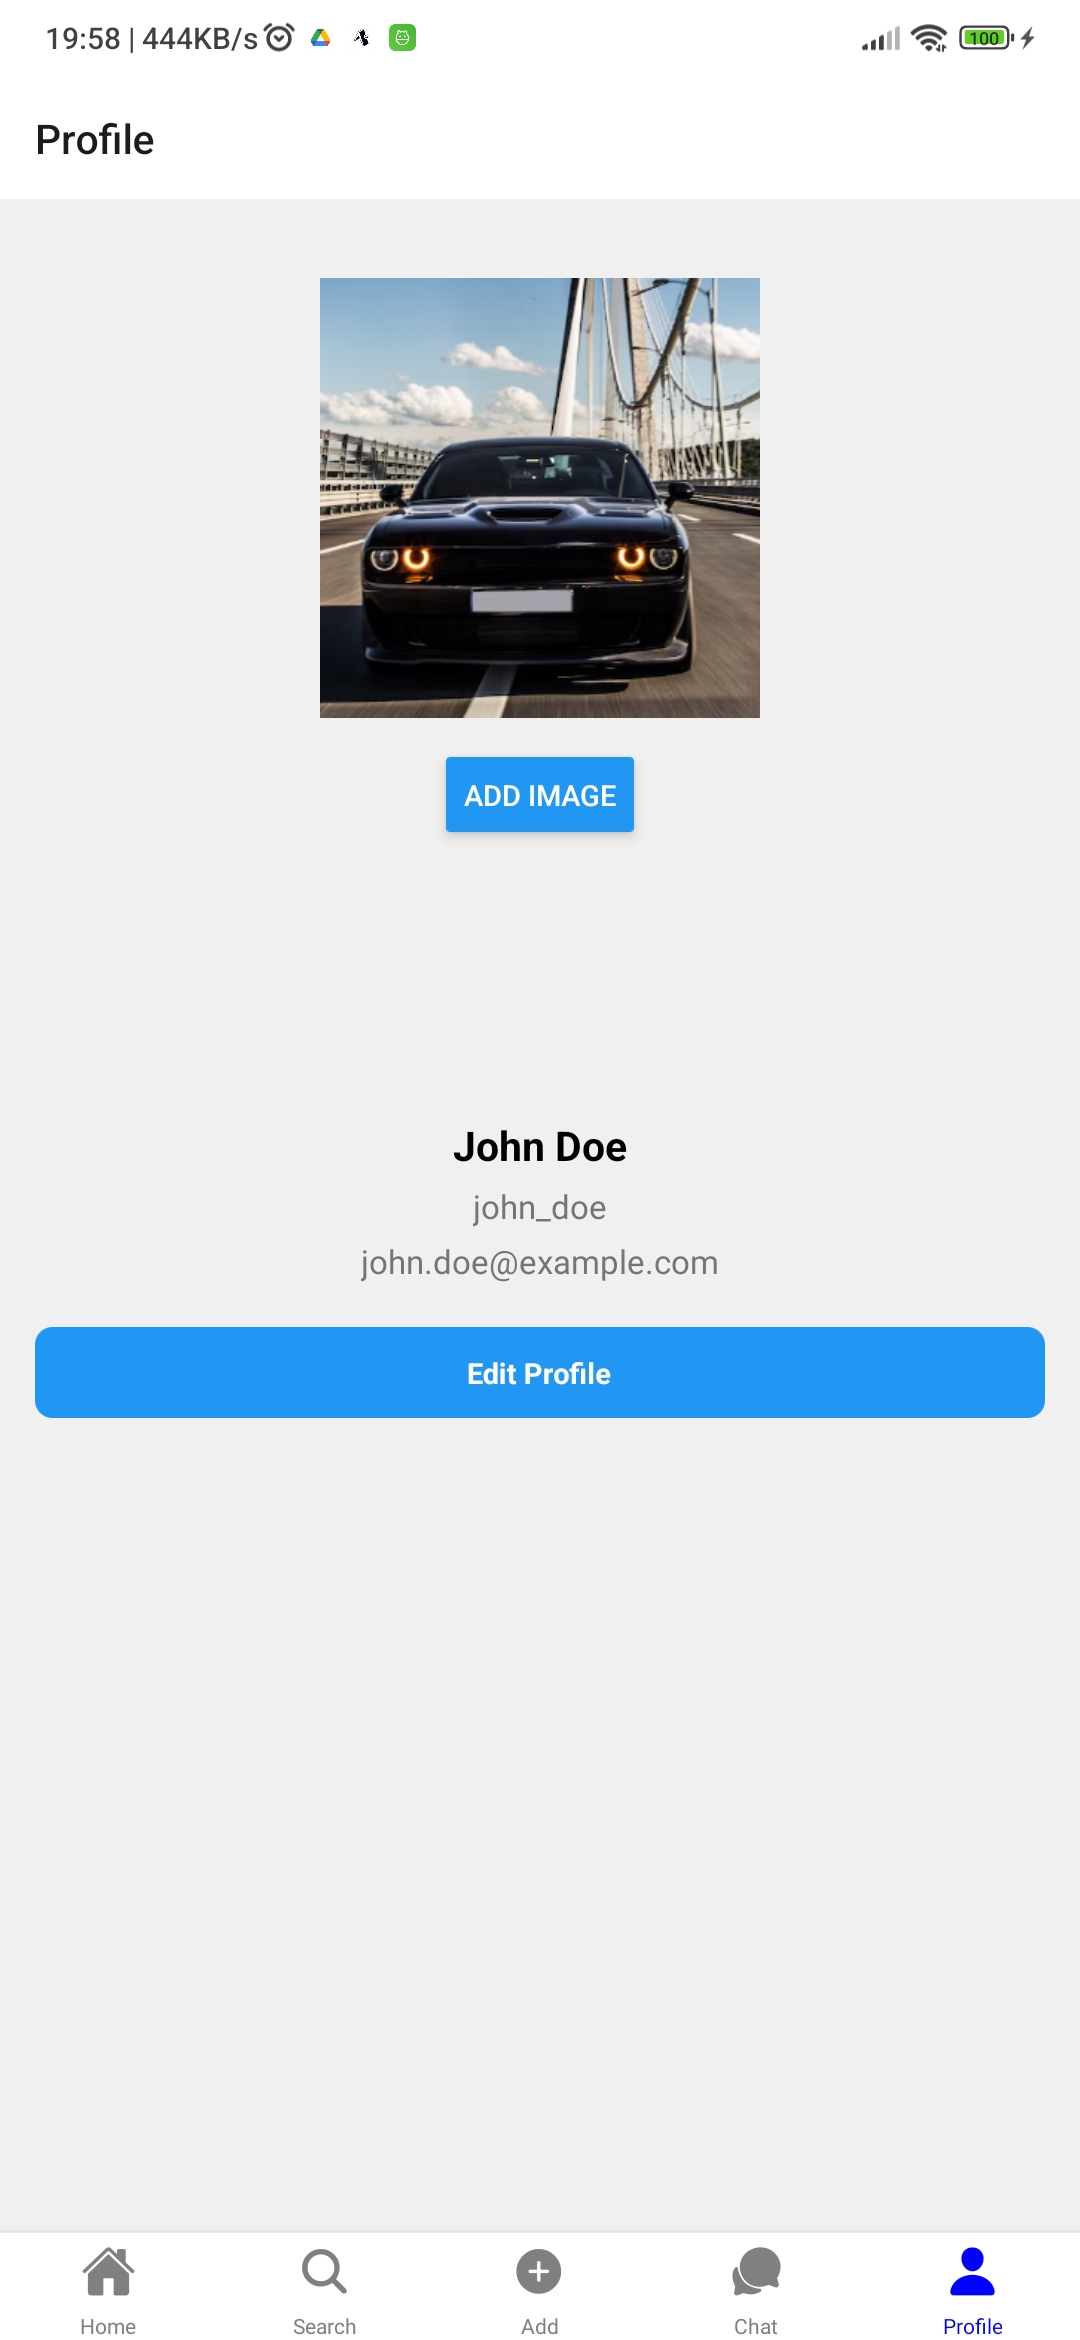 19:58 | 444KB/s
100
Profile
ADD IMAGE
John Doe
john_doe
john.doe@example.com
Edit Profile
Home
Search
Add
Chat
Profile